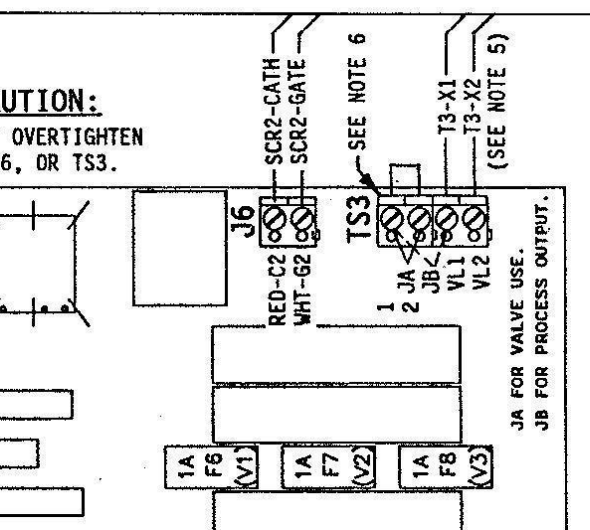 UTION:
OVERTIGHTEN
6, OR TS3.
SCR2-CATH
SCR2-GATE
SEE NOTE 6
T3-X1
T3-X2
(SEE NOTE 5)
J6
TS3
RED-C2
WHT-G2
1
2
JA
JB
VL1
VL2
JA FOR VALVE USE.
JB FOR PROCESS OUTPUT.
1A
F6
(V1)
1A
F7
(V2)
1A
F8
(V3)